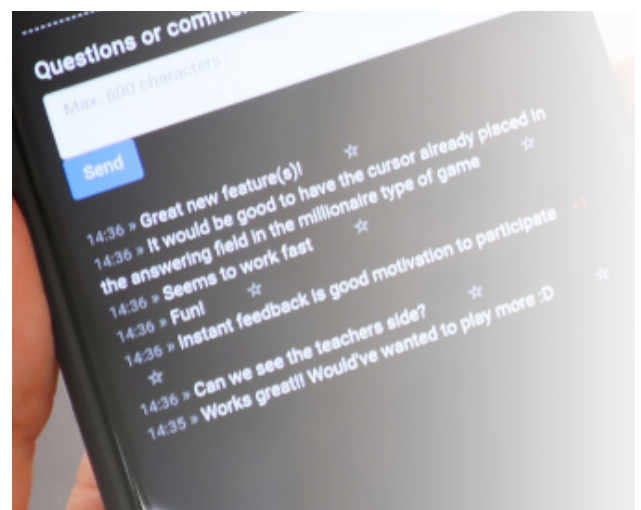 Questions or comme
Max. 600 characters
Send
14:36 » Great new feature(s)! ☆
14:36 » It would be good to have the cursor already placed in
the answering field in the millionaire type of game ☆
14:36 » Seems to work fast ☆
14:36 » Fun! ☆
14:36 » Instant feedback is good motivation to participate
☆
14:36 » Can we see the teachers side? ☆
14:35 » Works great!! Would've wanted to play more :D ☆